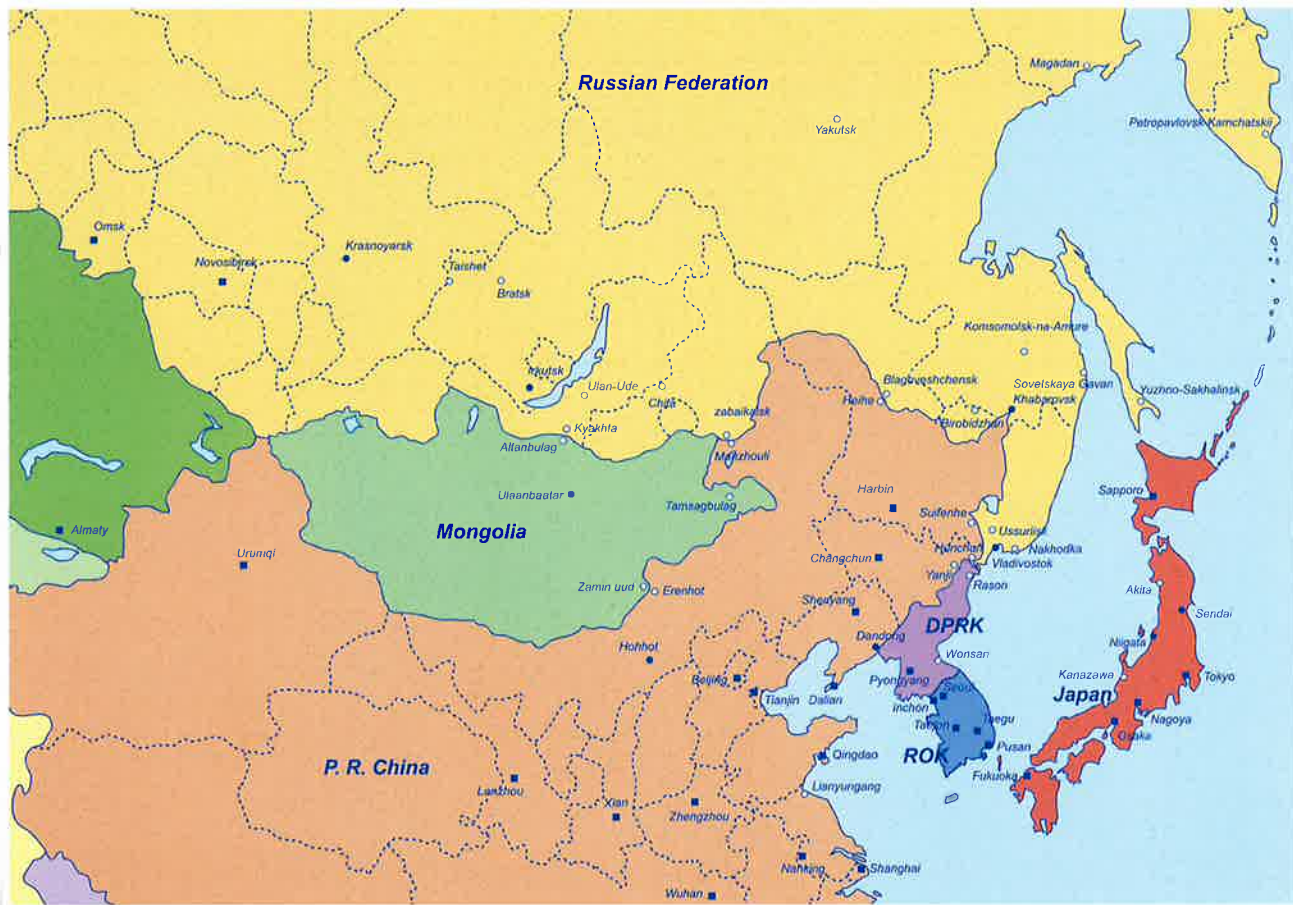 Russian Federation
Magadan
Yakutsk
Petropavlovsk-Kamchatskii
Omsk
Krasnoyarsk
Novosibirsk
Taishet
Bratsk
Komsomolsk-na-Amure
Irkutsk
Ulan-Ude
Chita
Blagoveshchensk
Sovetskaya Gavan
Yuzhno-Sakhalinsk
Heihe
Khabarovsk
zabaikalsk
Birobidzhan
Kyakhta
Altanbulag
Manzhouli
Ulaanbaatar
Tamsagbulag
Harbin
Sapporo
Mongolia
Suifenhe
Almaty
Ussuriisk
Urumqi
Changchun
Hunchun
Nakhodka
Vladivostok
Yanji
Rason
Zamin uud
Erenhot
Akita
Shenyang
Sendai
DPRK
Dandong
Niigata
Hohhot
Wonsan
Beijing
Pyongyang
Kanazawa
Tokyo
Seoul
Japan
Tianjin
Dalian
Inchon
Nagoya
Taejon
Taegu
Osaka
ROK
Pusan
Qingdao
P. R. China
Fukuoka
Lanzhou
Lianyungang
Xian
Zhengzhou
Nanking
Shanghai
Wuhan